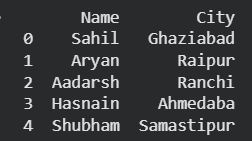 Name City
0 Sahil Ghaziabad
1 Aryan Raipur
2 Aadarsh Ranchi
3 Hasnain Ahmedaba
4 Shubham Samastipur